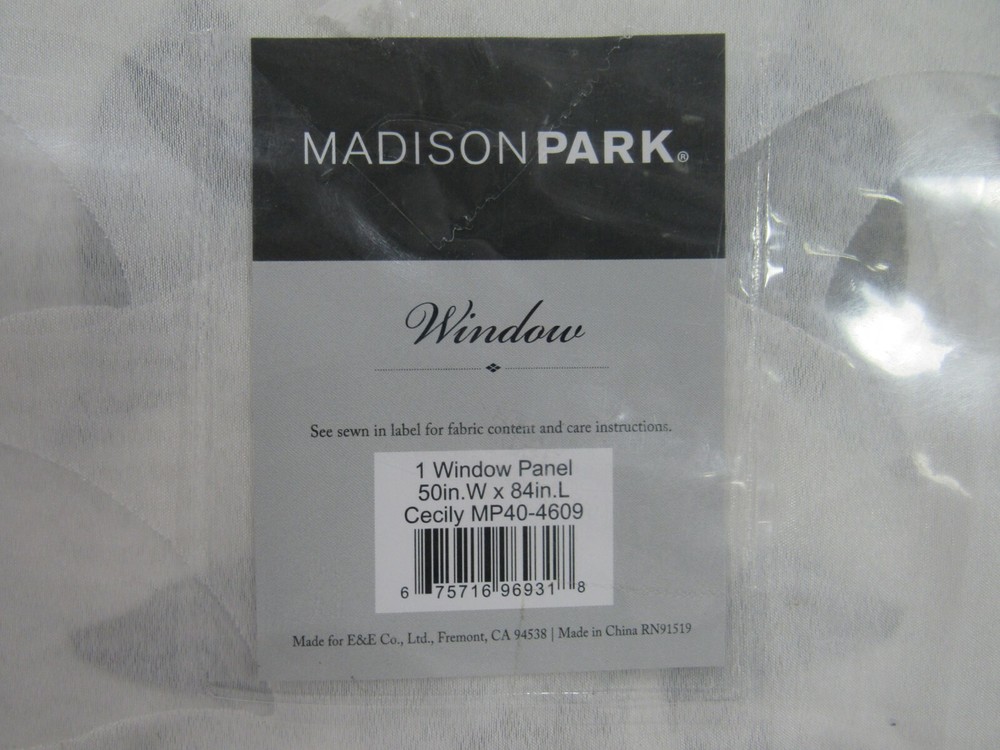 MADISONPARK®
Window
See sewn in label for fabric content and care instructions.
1 Window Panel
50in.W x 84in.L
Cecily MP40-4609
6 75716 96931 8
Made for E&E Co., Ltd., Fremont, CA 94538 | Made in China RN91519